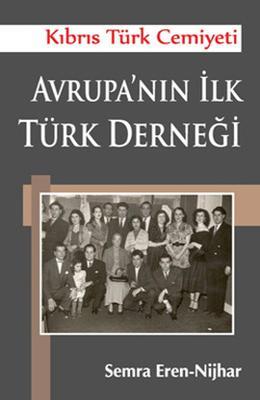 Kıbrıs Türk Cemiyeti
AVRUPA’NIN İLK
TÜRK DERNEĞİ
Semra Eren-Nijhar